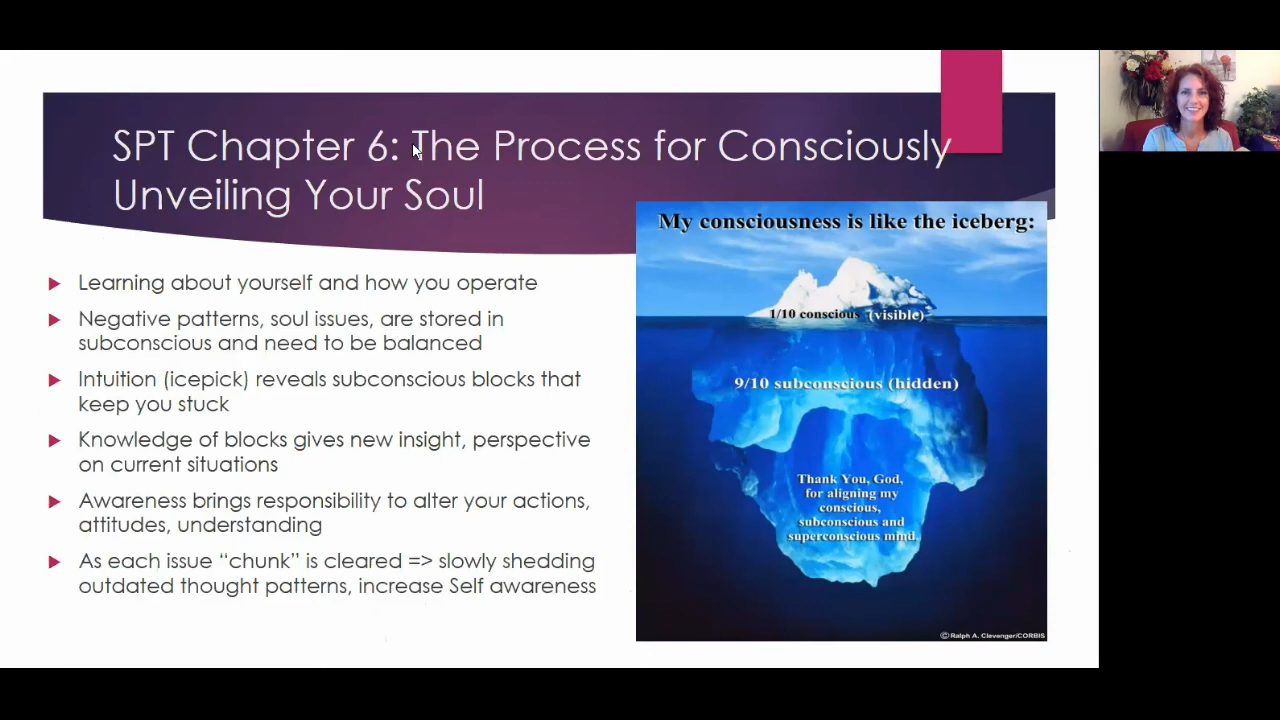 SPT Chapter 6: The Process for Consciously
Unveiling Your Soul
Learning about yourself and how you operate
Negative patterns, soul issues, are stored in
subconscious and need to be balanced
Intuition (icepick) reveals subconscious blocks that
keep you stuck
Knowledge of blocks gives new insight, perspective
on current situations
Awareness brings responsibility to alter your actions,
attitudes, understanding
As each issue “chunk” is cleared => slowly shedding
outdated thought patterns, increase Self awareness
My consciousness is like the iceberg:
1/10 conscious (visible)
9/10 subconscious (hidden)
Thank You, God,
for aligning my
conscious,
subconscious and
superconscious mind.
© Ralph A. Clevenger/CORBIS